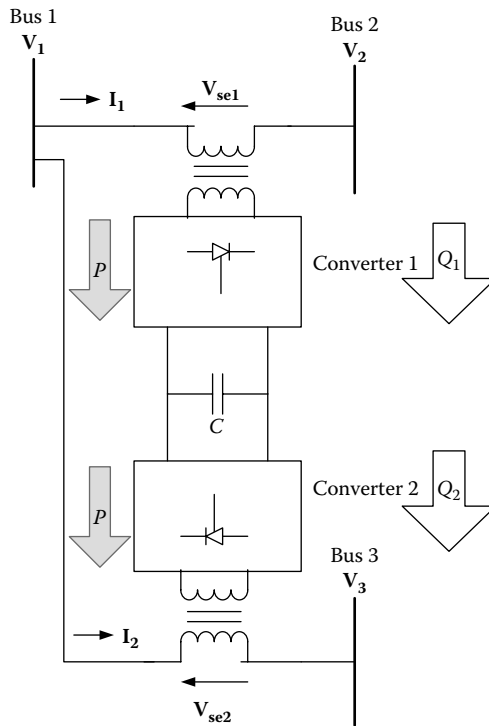 Bus 1
V1
Bus 2
V2
I1
Vse1
P
Converter 1
Q1
C
P
Converter 2
Q2
Bus 3
V3
I2
Vse2